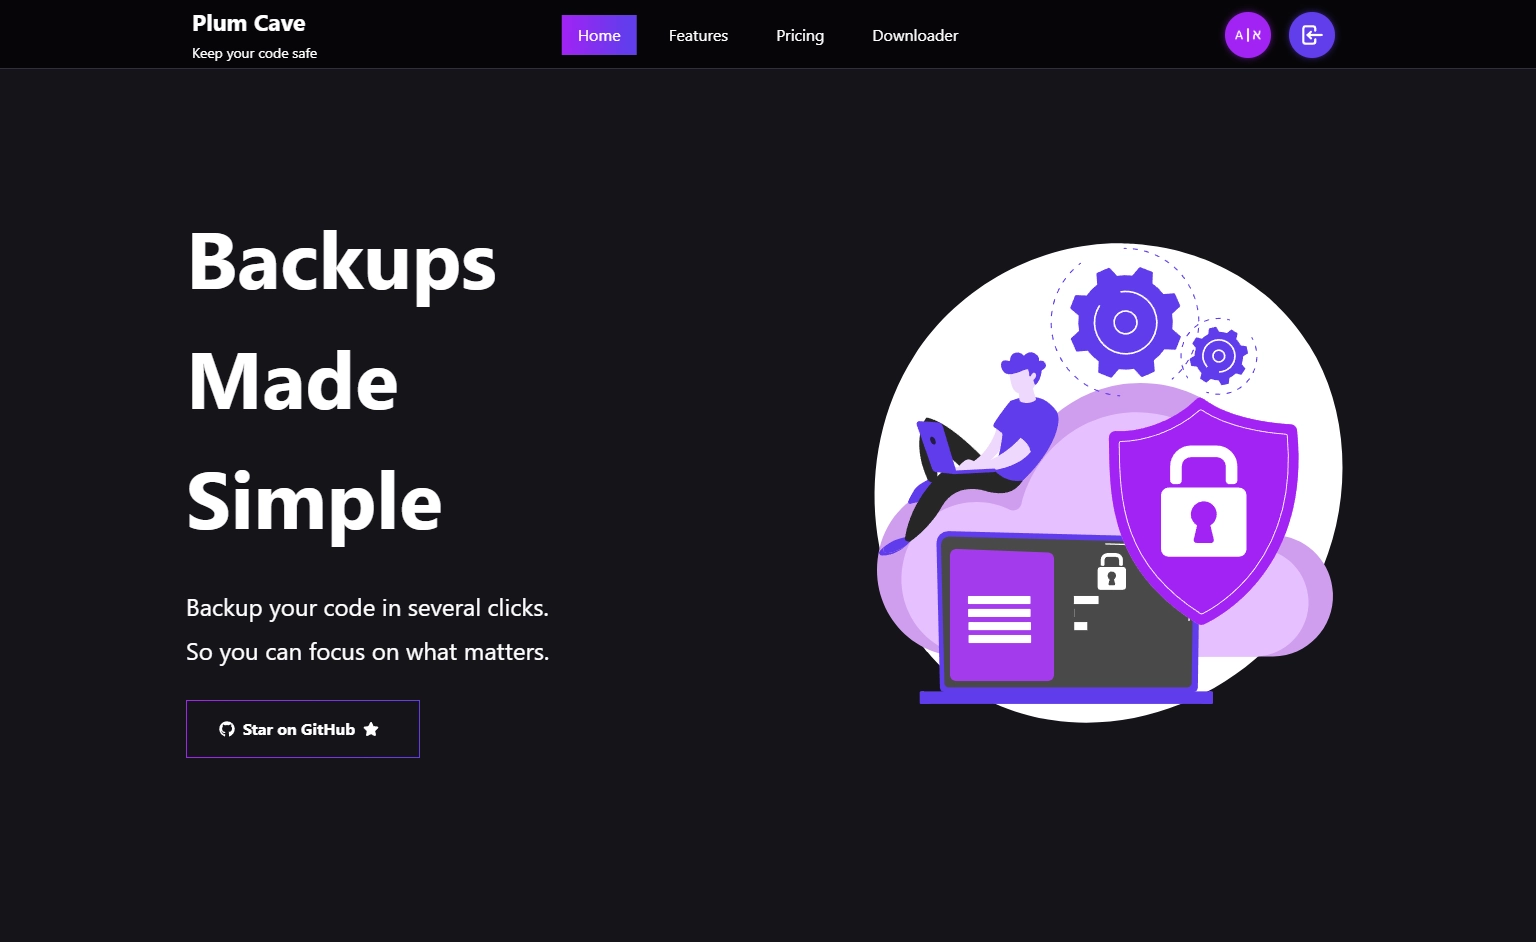 Plum Cave
Keep your code safe
Home
Features
Pricing
Downloader
A|א
Backups
Made
Simple
Backup your code in several clicks.
So you can focus on what matters.
Star on GitHub